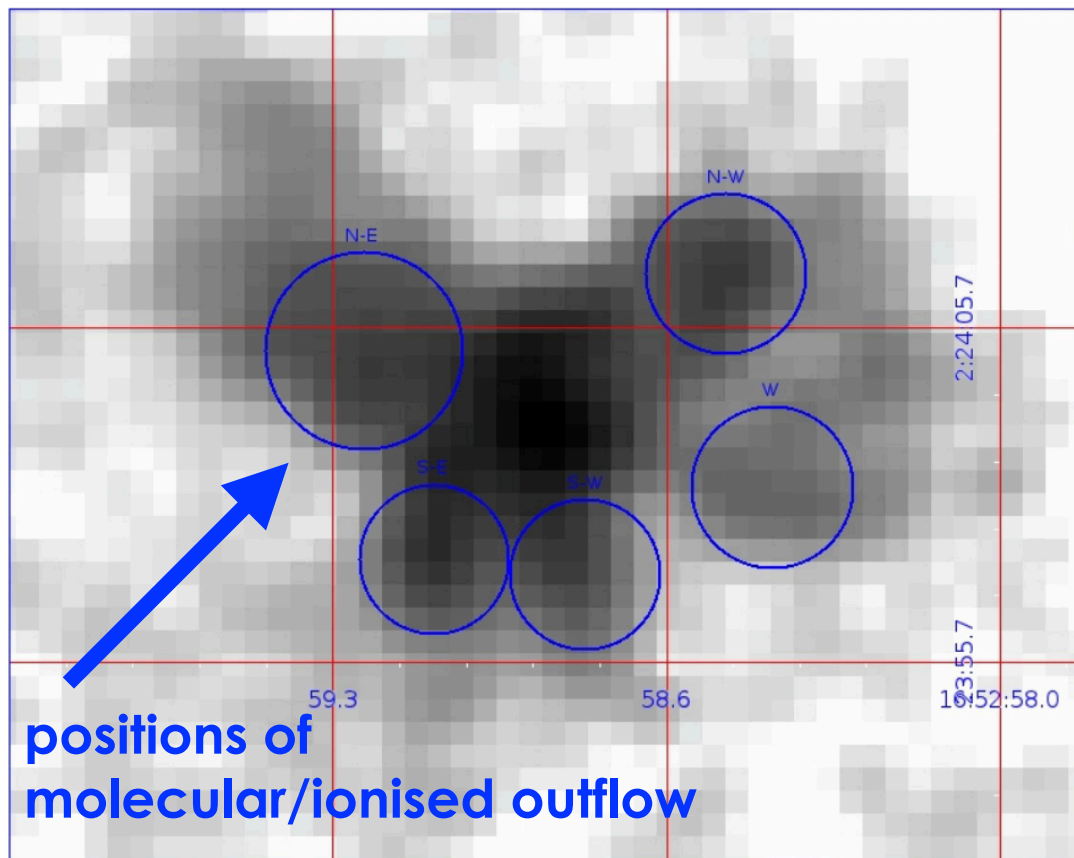 N-W
N-E
2:24:05.7
W
S-E
S-W
23:55.7
59.3
58.6
16:52:58.0
positions of
molecular/ionised outflow